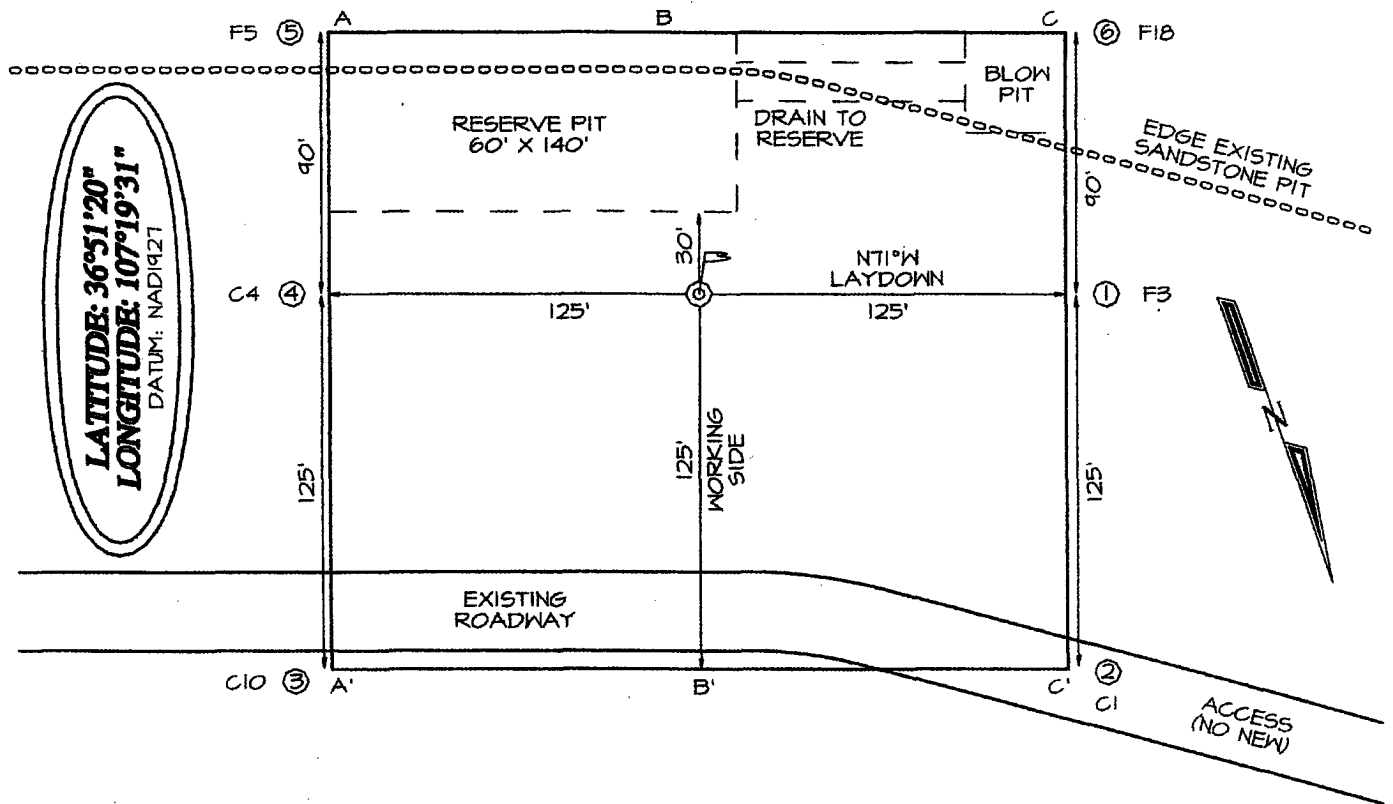 A
B
C
F5 ⑤
⑥ F18
BLOW
PIT
RESERVE PIT
60' X 140'
DRAIN TO
RESERVE
EDGE EXISTING
SANDSTONE PIT
90'
90'
LATITUDE: 36°51'20"
LONGITUDE: 107°19'31"
DATUM: NAD1927
30'
N71°W
LAYDOWN
C4 ④
125'
125'
① F3
N
125'
125'
WORKING
SIDE
125'
EXISTING
ROADWAY
C10 ③
A'
B'
C'
②
C1
ACCESS
(NO NEW)